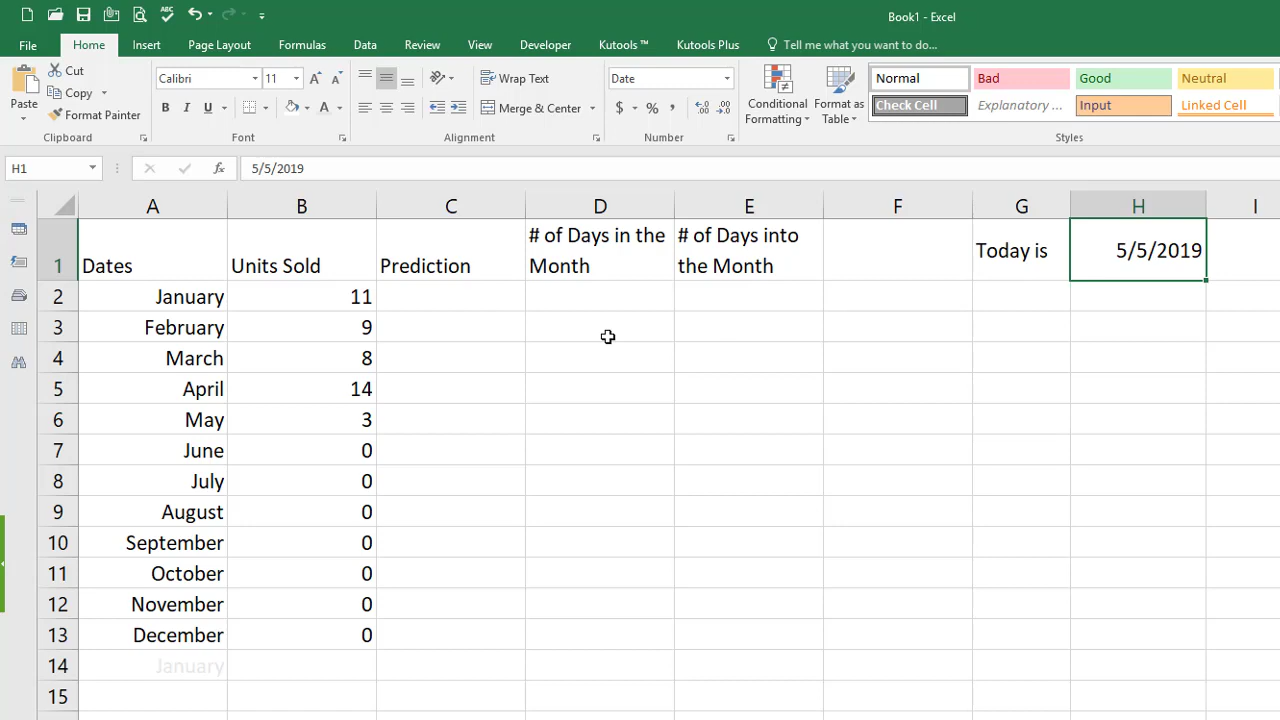 Book1 - Excel
File Home Insert Page Layout Formulas Data Review View Developer Kutools ™ Kutools Plus Tell me what you want to do...
Paste
Cut
Copy
Format Painter
Clipboard
Calibri 11
B I U A
Font
Wrap Text
Merge & Center
Alignment
Date
$ % ,
Number
Conditional
Formatting
Format as
Table
Normal Bad Good Neutral
Check Cell Explanatory ... Input Linked Cell
Styles
H1 fx 5/5/2019
A B C D E F G H I
1 Dates Units Sold Prediction # of Days in the
Month # of Days into
the Month Today is 5/5/2019
2 January 11
3 February 9
4 March 8
5 April 14
6 May 3
7 June 0
8 July 0
9 August 0
10 September 0
11 October 0
12 November 0
13 December 0
14 January
15